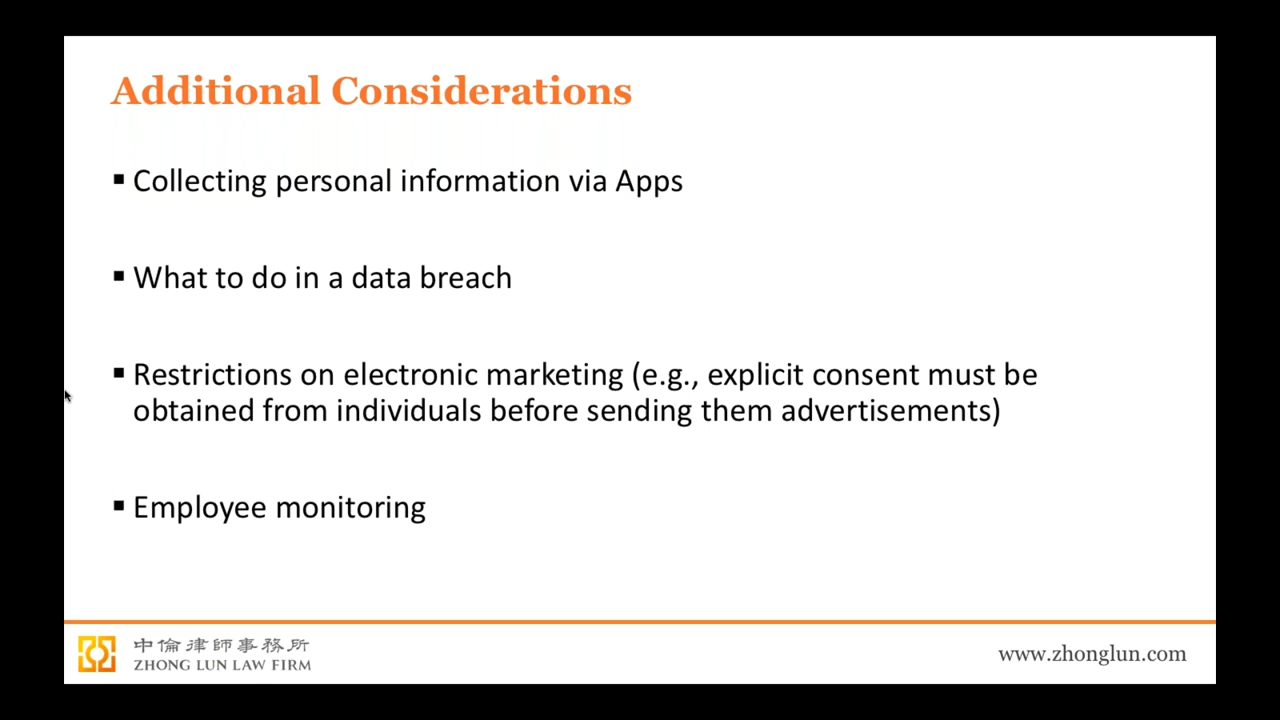 Additional Considerations
▪ Collecting personal information via Apps
▪ What to do in a data breach
▪ Restrictions on electronic marketing (e.g., explicit consent must be
obtained from individuals before sending them advertisements)
▪ Employee monitoring
中倫律師事務所
ZHONG LUN LAW FIRM
www.zhonglun.com